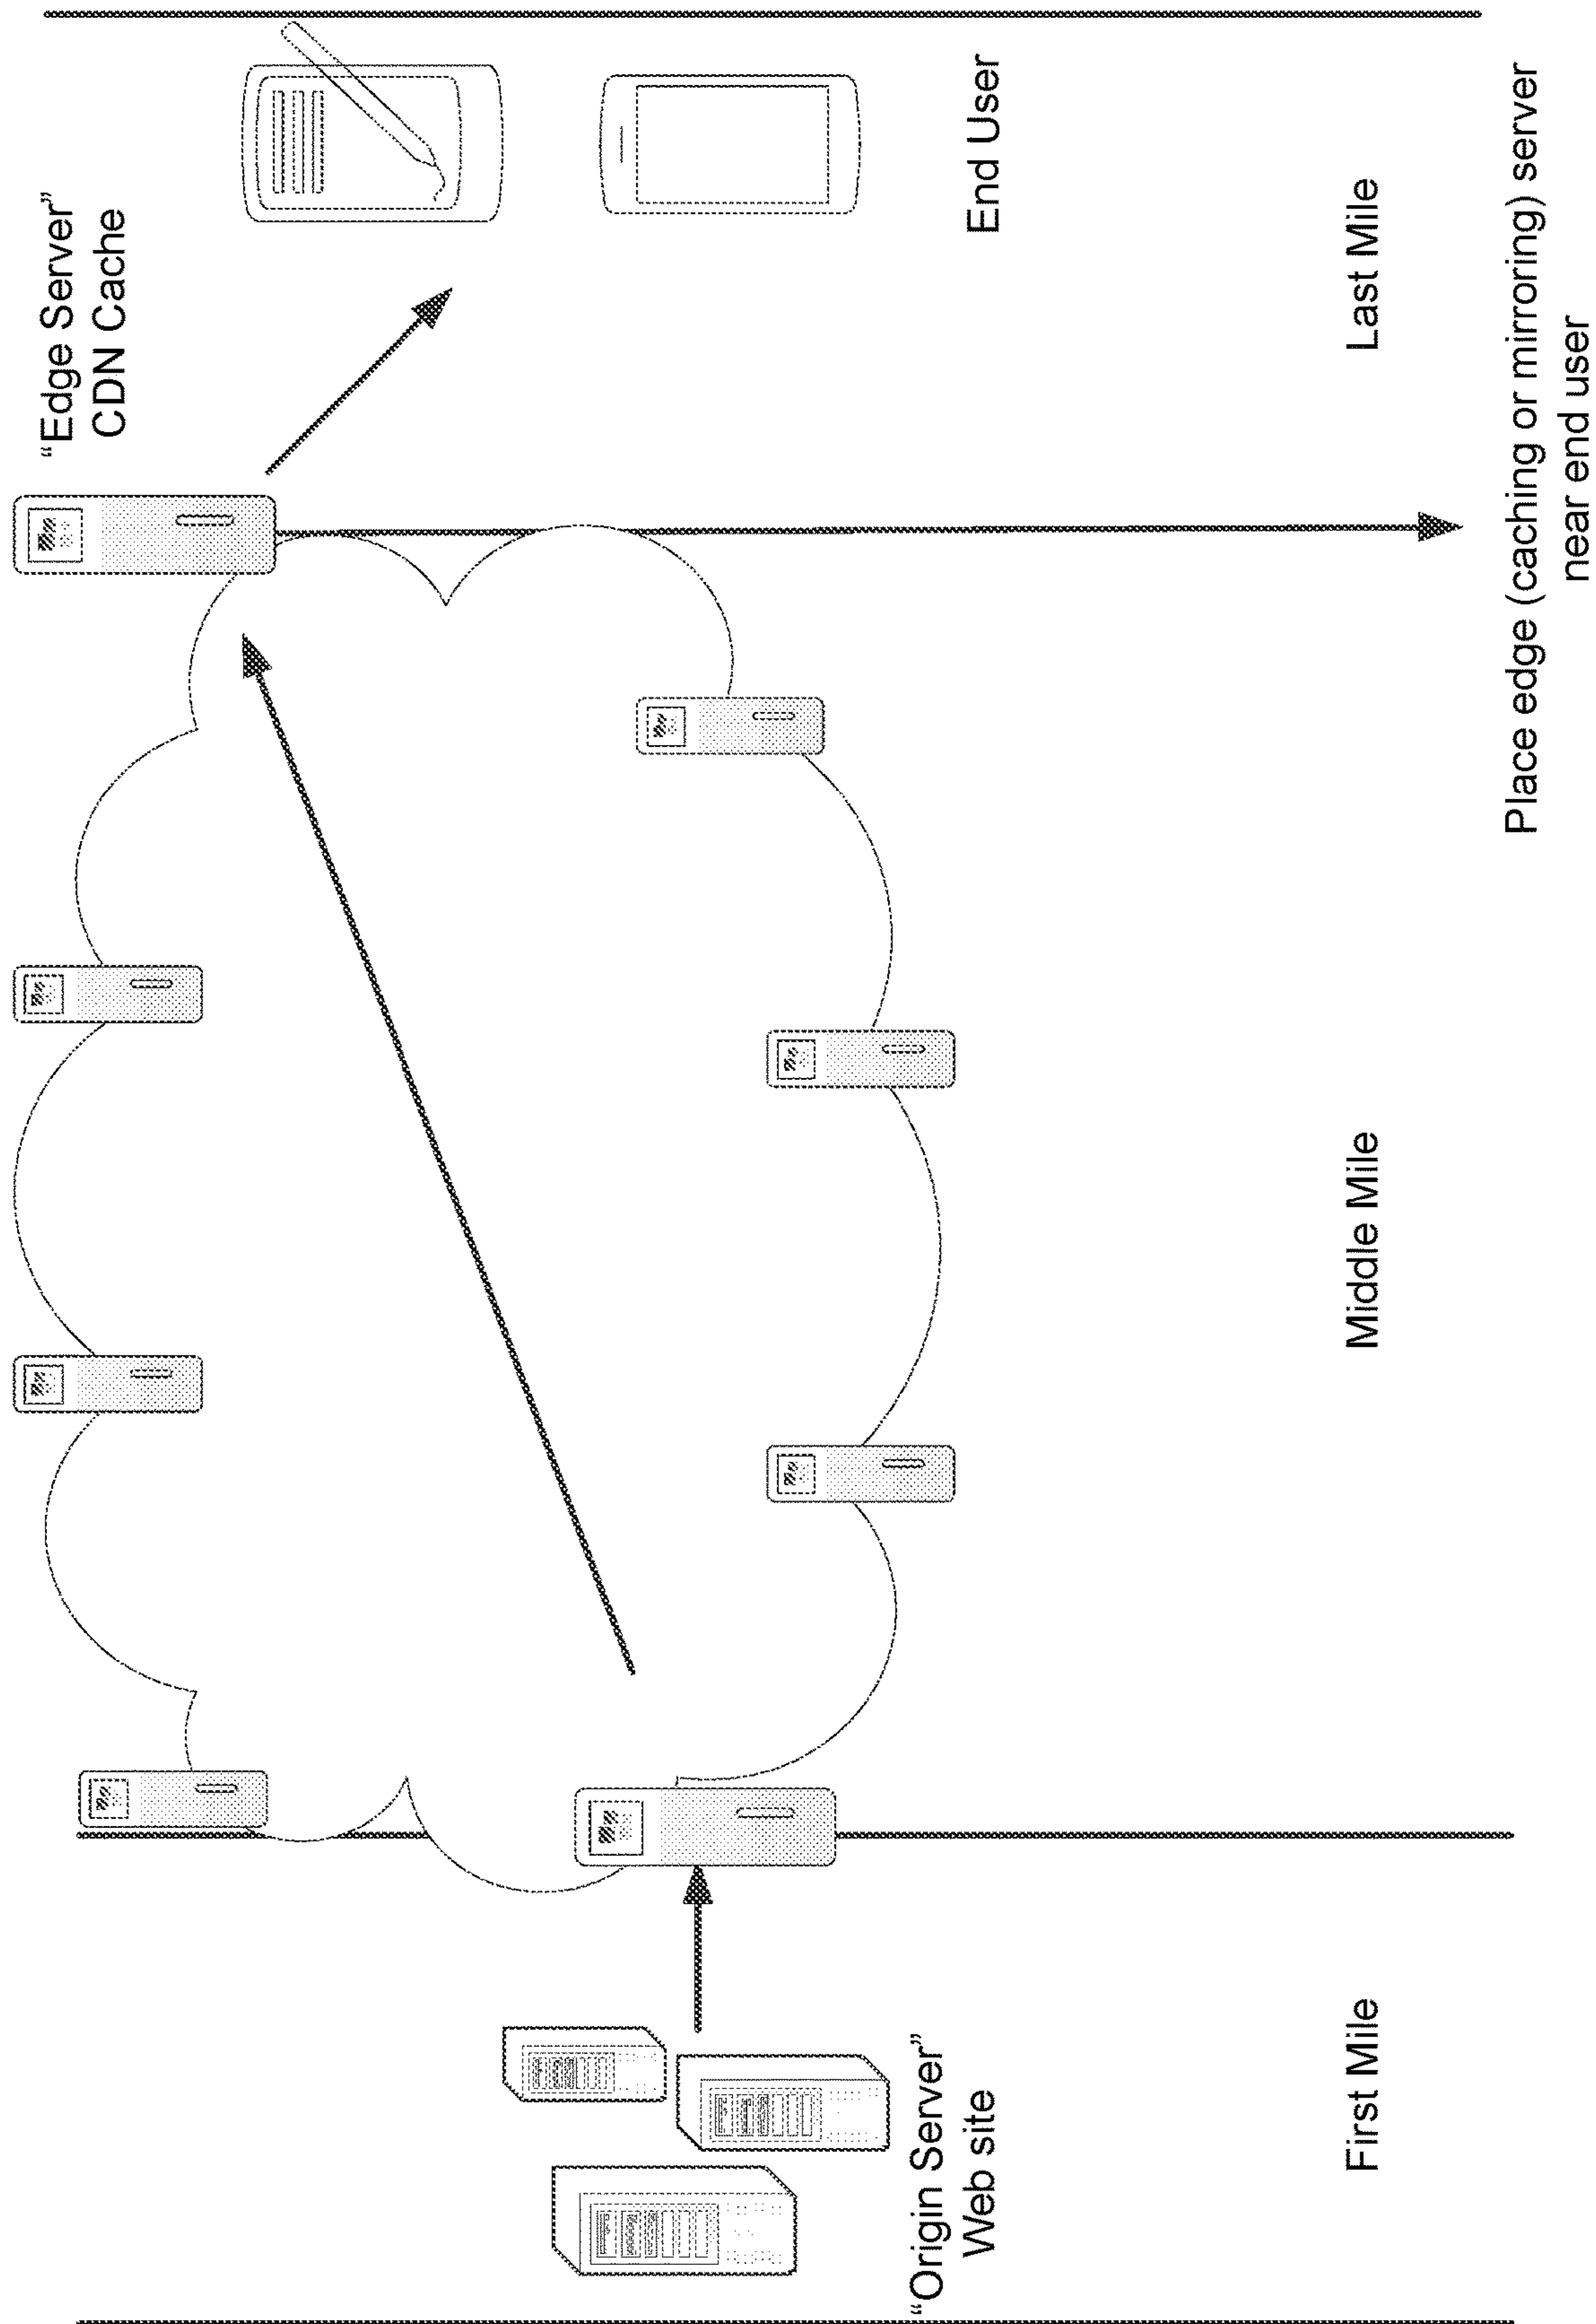 “Edge Server”
CDN Cache
End User
“Origin Server”
Web site
First Mile
Middle Mile
Last Mile
Place edge (caching or mirroring) server
near end user